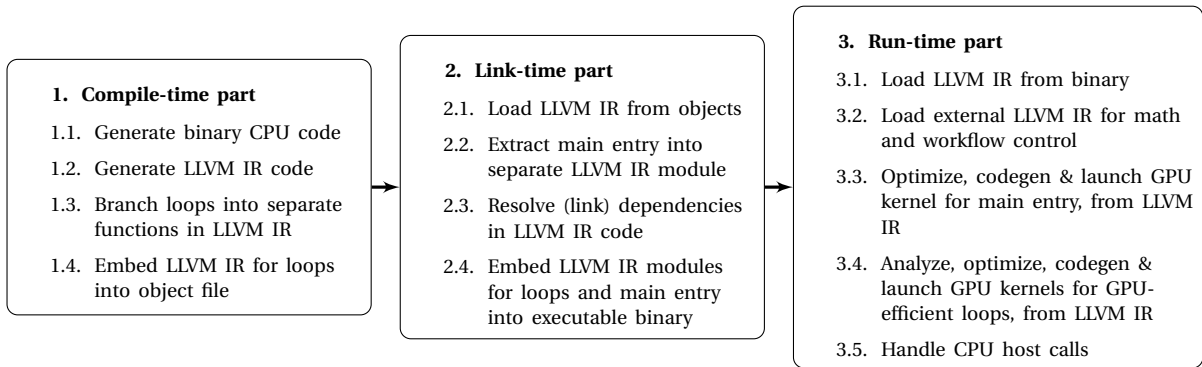 1. Compile-time part
1.1. Generate binary CPU code
1.2. Generate LLVM IR code
1.3. Branch loops into separate
functions in LLVM IR
1.4. Embed LLVM IR for loops
into object file
2. Link-time part
2.1. Load LLVM IR from objects
2.2. Extract main entry into
separate LLVM IR module
2.3. Resolve (link) dependencies
in LLVM IR code
2.4. Embed LLVM IR modules
for loops and main entry
into executable binary
3. Run-time part
3.1. Load LLVM IR from binary
3.2. Load external LLVM IR for math
and workflow control
3.3. Optimize, codegen & launch GPU
kernel for main entry, from LLVM
IR
3.4. Analyze, optimize, codegen &
launch GPU kernels for GPU-
efficient loops, from LLVM IR
3.5. Handle CPU host calls